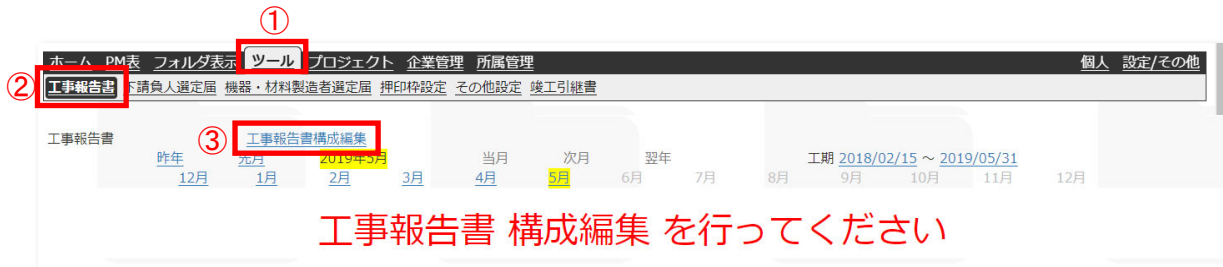 ①
ホーム PM表 フォルダ表示 ツール プロジェクト 企業管理 所属管理 個人 設定/その他
② 工事報告書 下請負人選定届 機器・材料製造者選定届 押印枠設定 その他設定 竣工引継書
工事報告書 ③ 工事報告書構成編集
昨年 先月 2019年5月 当月 次月 翌年 工期 2018/02/15 ～ 2019/05/31
12月 1月 2月 3月 4月 5月 6月 7月 8月 9月 10月 11月 12月
工事報告書 構成編集 を行ってください